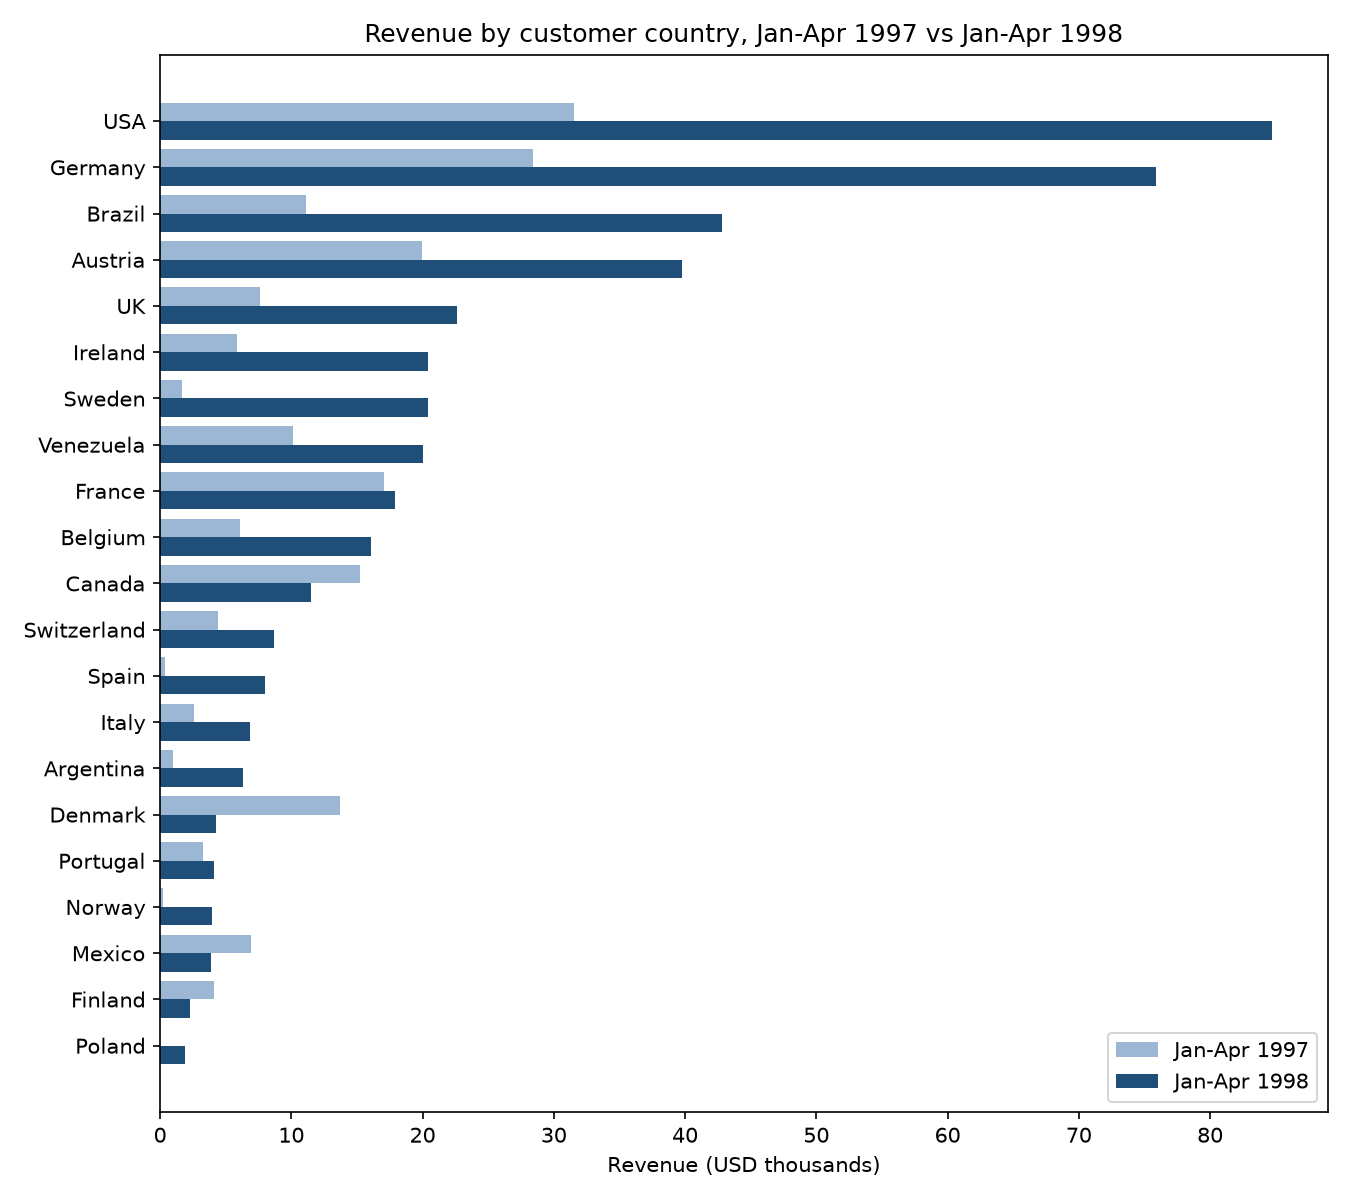 Revenue by customer country, Jan-Apr 1997 vs Jan-Apr 1998
USA
Germany
Brazil
Austria
UK
Ireland
Sweden
Venezuela
France
Belgium
Canada
Switzerland
Spain
Italy
Argentina
Denmark
Portugal
Norway
Mexico
Finland
Poland
Jan-Apr 1997
Jan-Apr 1998
0 10 20 30 40 50 60 70 80
Revenue (USD thousands)